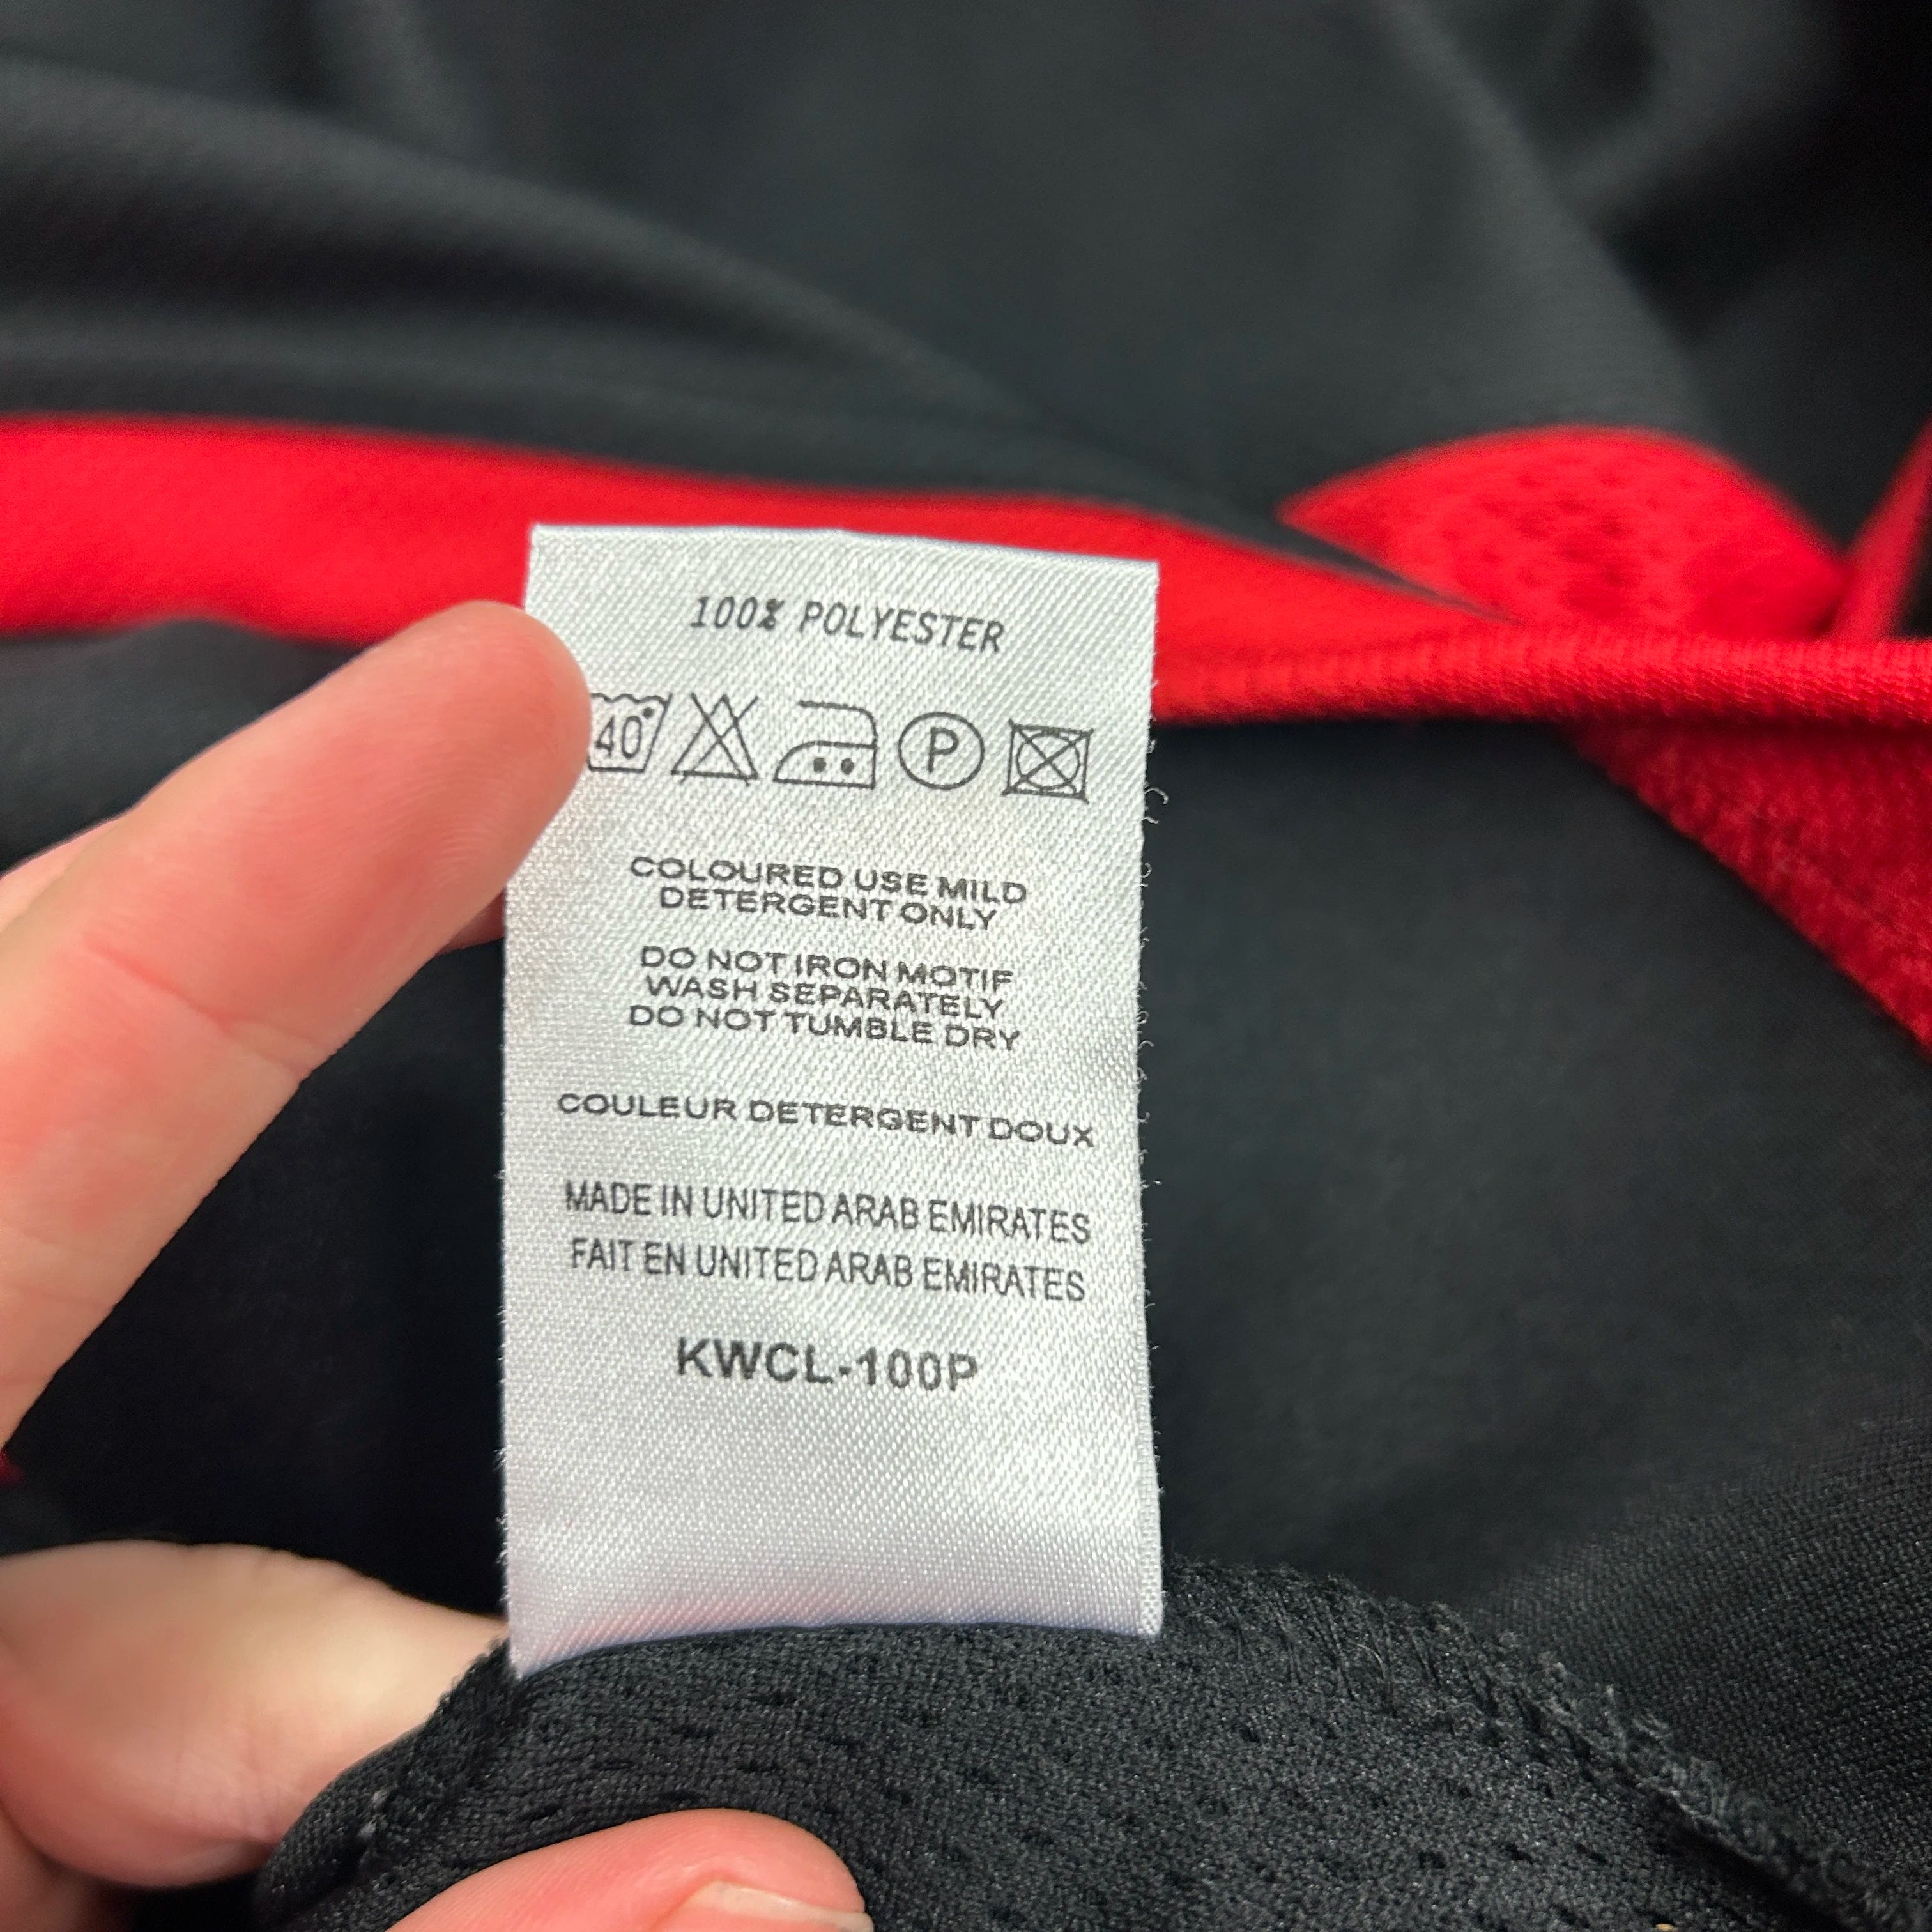 100% POLYESTER
40° P
COLOURED USE MILD
DETERGENT ONLY
DO NOT IRON MOTIF
WASH SEPARATELY
DO NOT TUMBLE DRY
COULEUR DETERGENT DOUX
MADE IN UNITED ARAB EMIRATES
FAIT EN UNITED ARAB EMIRATES
KWCL-100P